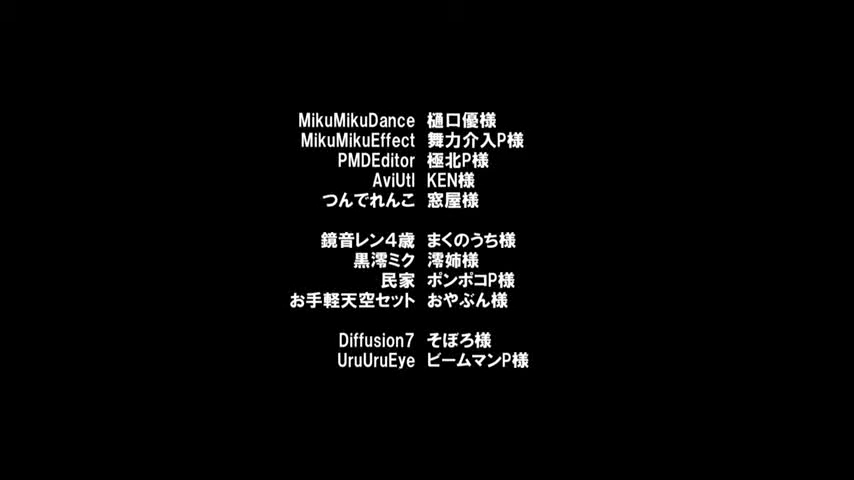 MikuMikuDance 樋口優様
MikuMikuEffect 舞力介入P様
PMDEditor 極北P様
AviUtl KEN様
つんでれんこ 窓屋様
鏡音レン4歳 まくのうち様
黒澪ミク 澪姉様
民家 ポンポコP様
お手軽天空セット おやぶん様
Diffusion7 そぼろ様
UruUruEye ビームマンP様